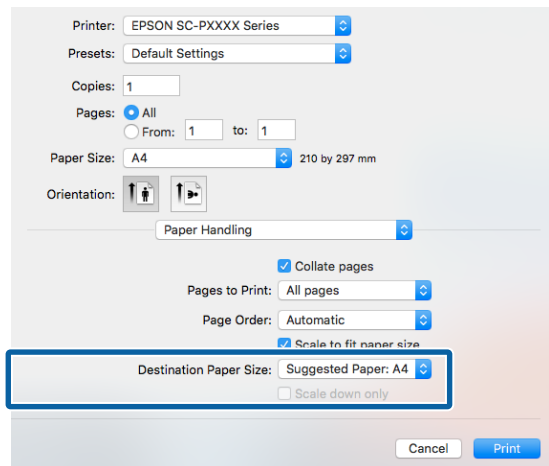 Printer: EPSON SC-PXXXX Series
Presets: Default Settings
Copies: 1
Pages: All
From: 1 to: 1
Paper Size: A4 210 by 297 mm
Orientation:
Paper Handling
Collate pages
Pages to Print: All pages
Page Order: Automatic
Scale to fit paper size
Destination Paper Size: Suggested Paper: A4
Scale down only
Cancel Print